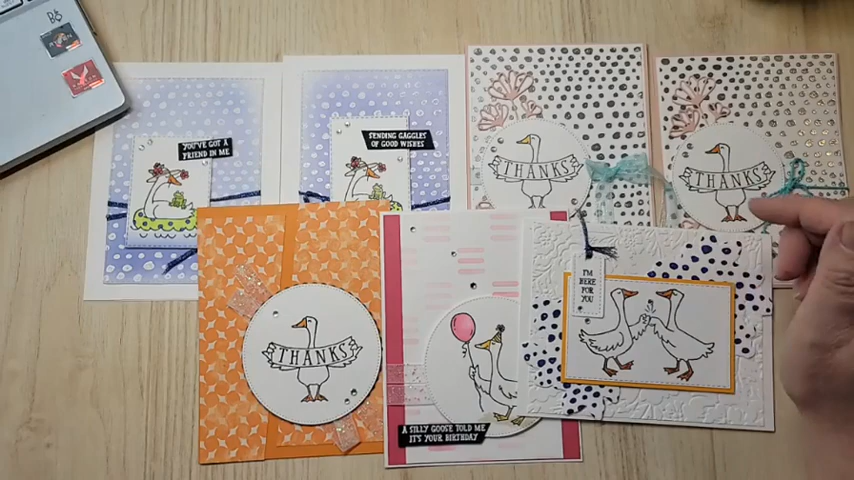 YOU'VE GOT A
FRIEND IN ME
SENDING GAGGLES
OF GOOD WISHES
THANKS
THANKS
THANKS
A SILLY GOOSE TOLD ME
IT'S YOUR BIRTHDAY
I'M
HERE
FOR
YOU